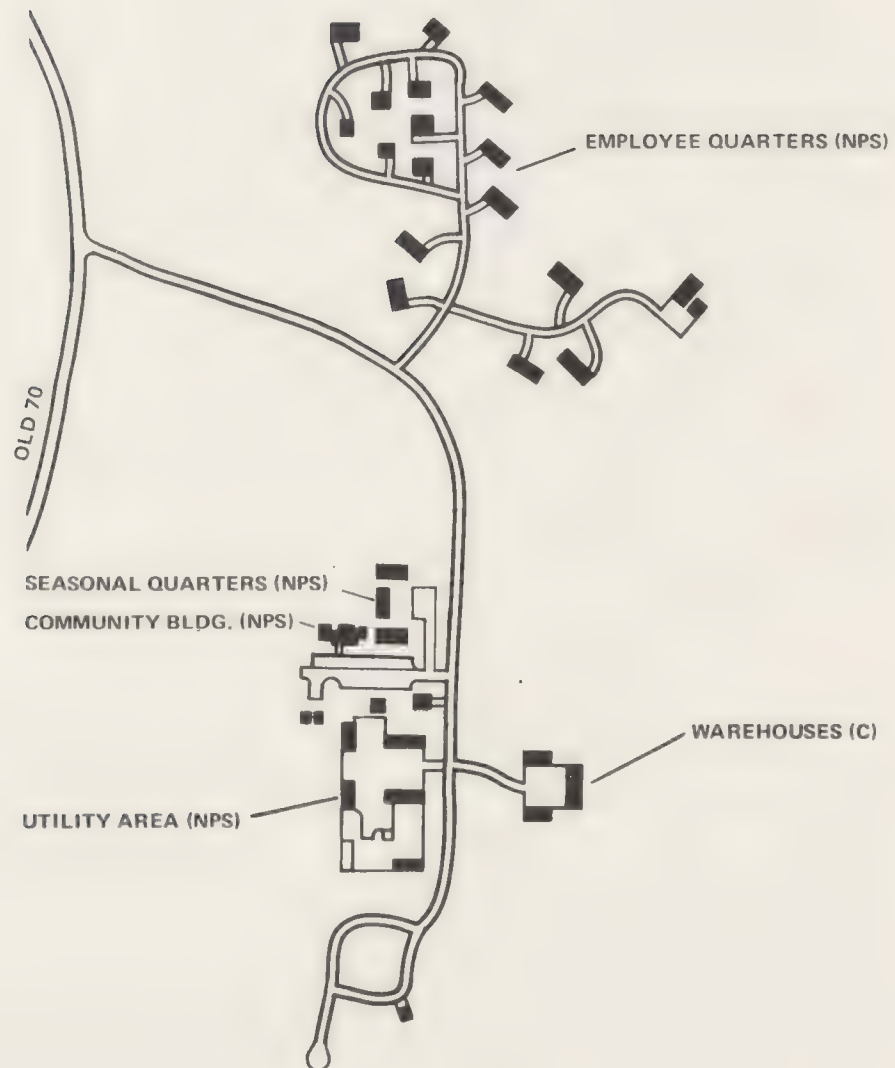 EMPLOYEE QUARTERS (NPS)
OLD 70
SEASONAL QUARTERS (NPS)
COMMUNITY BLDG. (NPS)
WAREHOUSES (C)
UTILITY AREA (NPS)